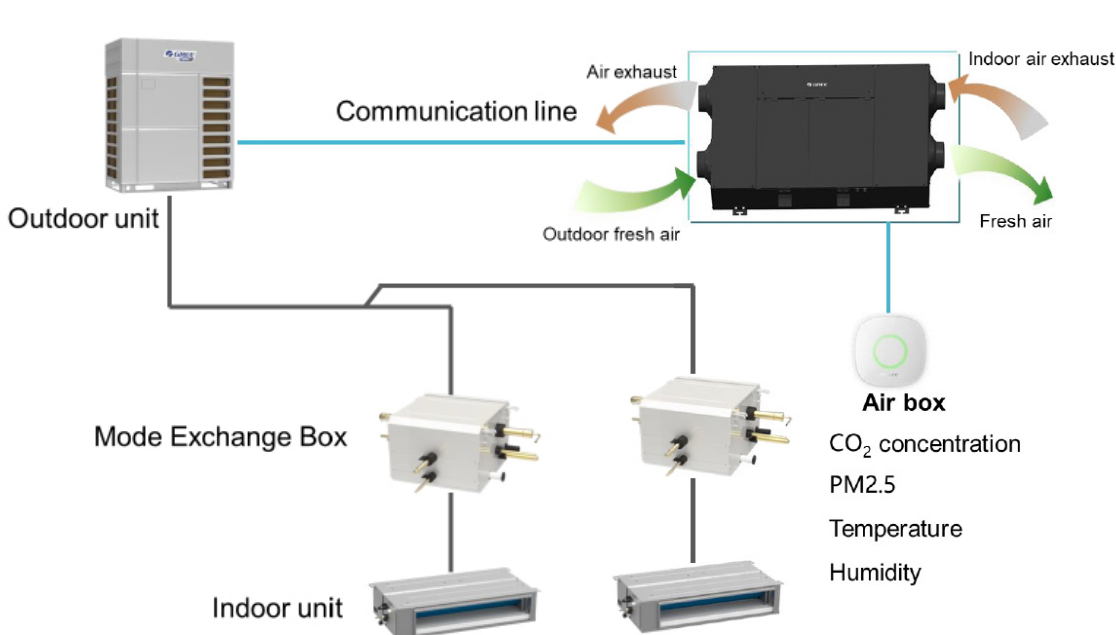 Air exhaust
Indoor air exhaust
Communication line
Outdoor unit
Outdoor fresh air
Fresh air
Air box
Mode Exchange Box
CO₂ concentration
PM2.5
Temperature
Humidity
Indoor unit